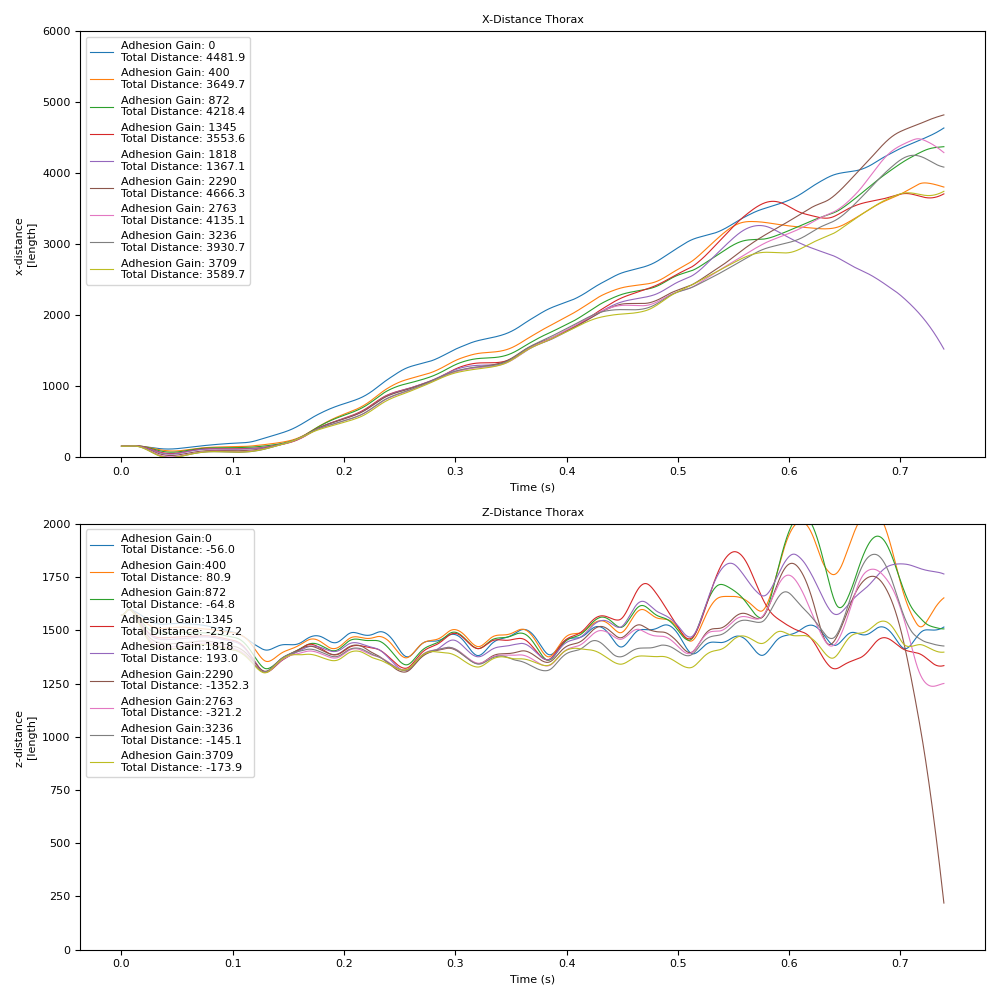 X-Distance Thorax
6000
5000
4000
3000
2000
1000
0
x-distance
[length]
Adhesion Gain: 0
Total Distance: 4481.9
Adhesion Gain: 400
Total Distance: 3649.7
Adhesion Gain: 872
Total Distance: 4218.4
Adhesion Gain: 1345
Total Distance: 3553.6
Adhesion Gain: 1818
Total Distance: 1367.1
Adhesion Gain: 2290
Total Distance: 4666.3
Adhesion Gain: 2763
Total Distance: 4135.1
Adhesion Gain: 3236
Total Distance: 3930.7
Adhesion Gain: 3709
Total Distance: 3589.7
0.0 0.1 0.2 0.3 0.4 0.5 0.6 0.7
Time (s)
Z-Distance Thorax
2000
1750
1500
1250
1000
750
500
250
0
z-distance
[length]
Adhesion Gain:0
Total Distance: -56.0
Adhesion Gain:400
Total Distance: 80.9
Adhesion Gain:872
Total Distance: -64.8
Adhesion Gain:1345
Total Distance: -237.2
Adhesion Gain:1818
Total Distance: 193.0
Adhesion Gain:2290
Total Distance: -1352.3
Adhesion Gain:2763
Total Distance: -321.2
Adhesion Gain:3236
Total Distance: -145.1
Adhesion Gain:3709
Total Distance: -173.9
0.0 0.1 0.2 0.3 0.4 0.5 0.6 0.7
Time (s)